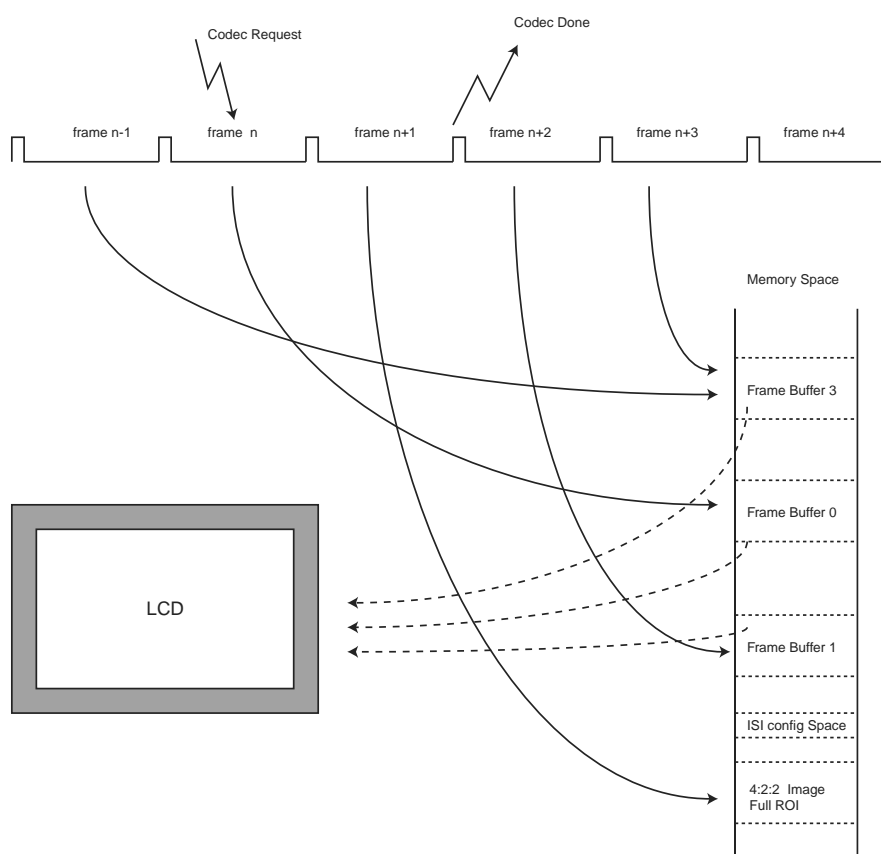 Codec Request
Codec Done
frame n-1
frame n
frame n+1
frame n+2
frame n+3
frame n+4
Memory Space
Frame Buffer 3
Frame Buffer 0
LCD
Frame Buffer 1
ISI config Space
4:2:2 Image
Full ROI